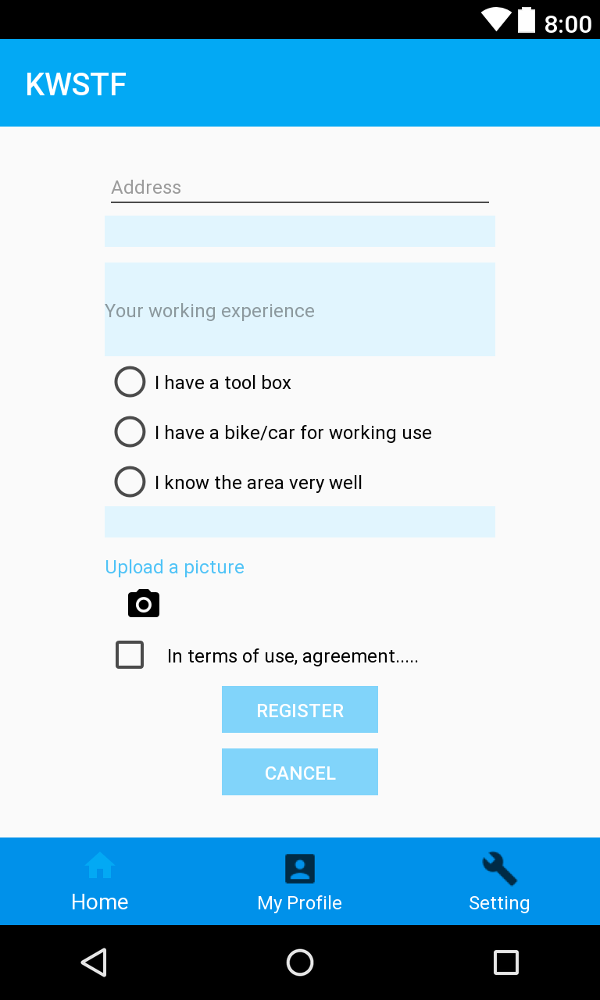 8:00
KWSTF
Address
Your working experience
I have a tool box
I have a bike/car for working use
I know the area very well
Upload a picture
In terms of use, agreement.....
REGISTER
CANCEL
Home
My Profile
Setting